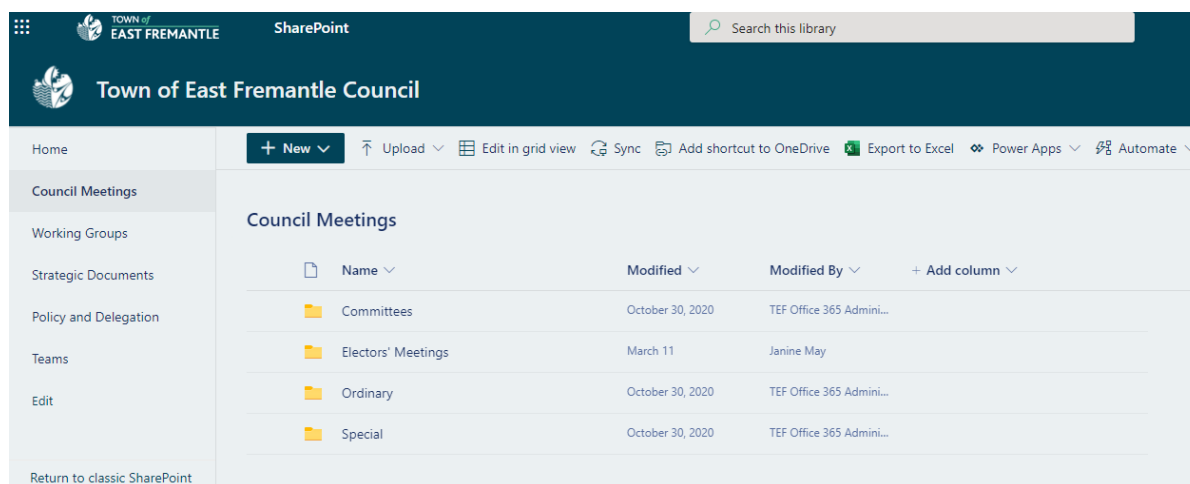 TOWN of
EAST FREMANTLE
SharePoint
Search this library
Town of East Fremantle Council
Home
Council Meetings
Working Groups
Strategic Documents
Policy and Delegation
Teams
Edit
Return to classic SharePoint
+ New
Upload
Edit in grid view
Sync
Add shortcut to OneDrive
Export to Excel
Power Apps
Automate
Council Meetings
Name Modified Modified By + Add column
Committees October 30, 2020 TEF Office 365 Admini...
Electors' Meetings March 11 Janine May
Ordinary October 30, 2020 TEF Office 365 Admini...
Special October 30, 2020 TEF Office 365 Admini...